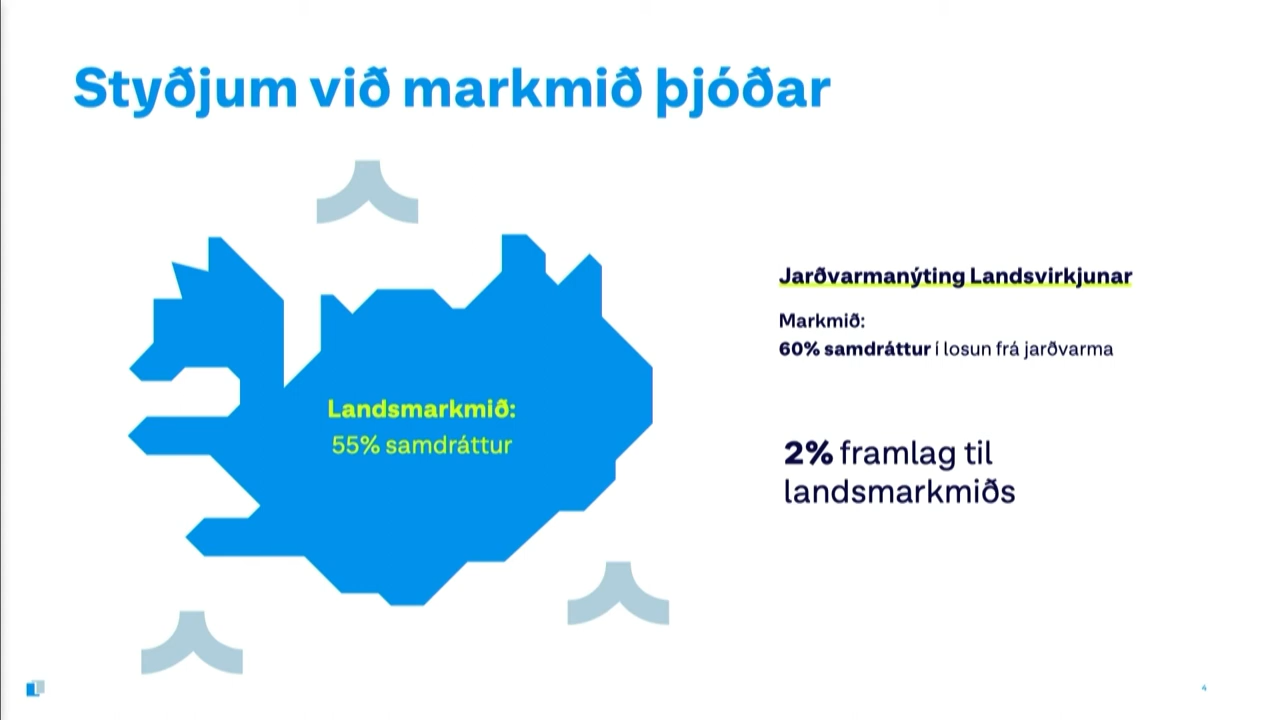 Styðjum við markmið þjóðar
Landsmarkmið:
55% samdráttur
Jarðvarmanýting Landsvirkjunar
Markmið:
60% samdráttur í losun frá jarðvarma
2% framlag til
landsmarkmiðs
4